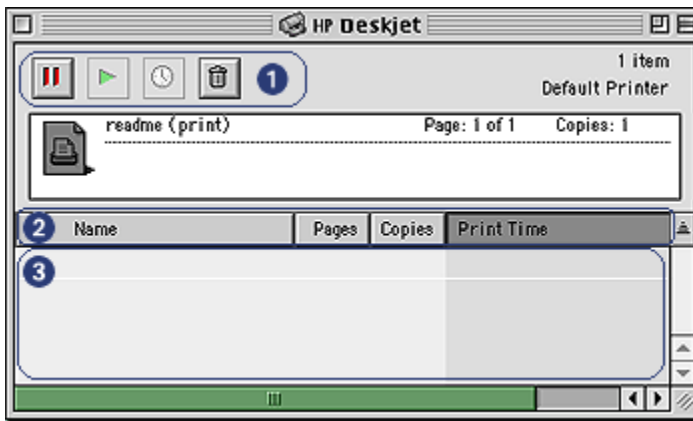 HP Deskjet
1
1 item
Default Printer
readme (print) Page: 1 of 1 Copies: 1
2 Name Pages Copies Print Time
3